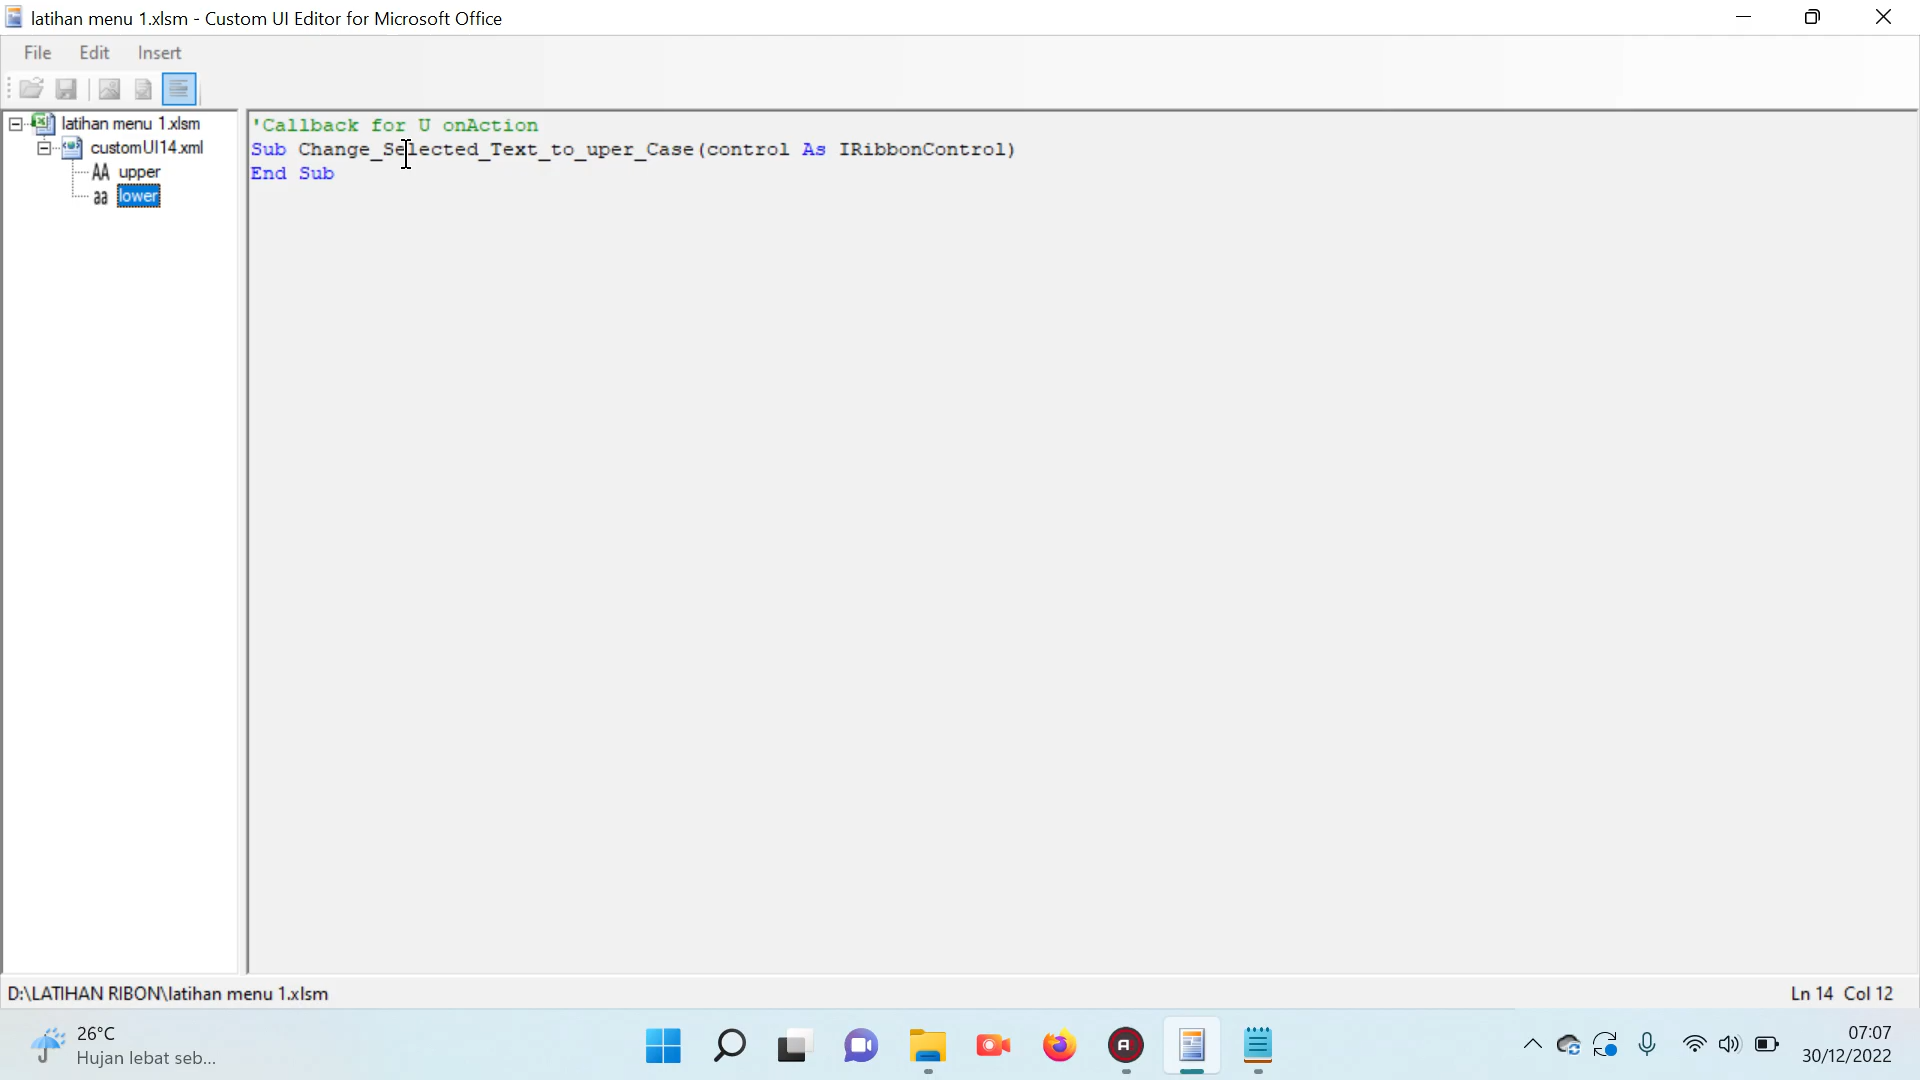 latihan menu 1.xlsm - Custom UI Editor for Microsoft Office
File Edit Insert
latihan menu 1.xlsm
customUI14.xml
AA upper
aa lower
'Callback for U onAction
Sub Change_Selected_Text_to_uper_Case(control As IRibbonControl)
End Sub
D:\LATIHAN RIBON\latihan menu 1.xlsm
Ln 14 Col 12
26°C
Hujan lebat seb...
07:07
30/12/2022